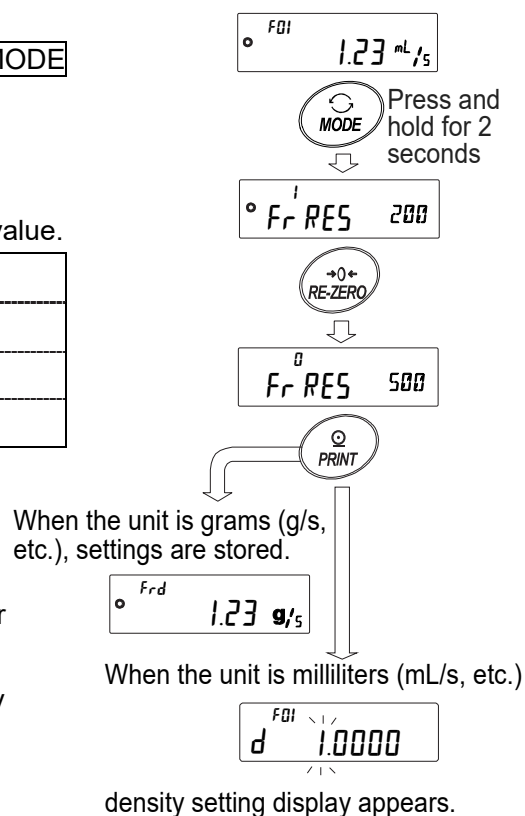 F01
1.23 mL/s
MODE
MODE
Press and
hold for 2
seconds
1
Fr RES 200
value.
→0←
RE-ZERO
0
Fr RES 500
PRINT
When the unit is grams (g/s,
etc.), settings are stored.
Frd
1.23 g/s
When the unit is milliliters (mL/s, etc.)
F01
d 1.0000
density setting display appears.